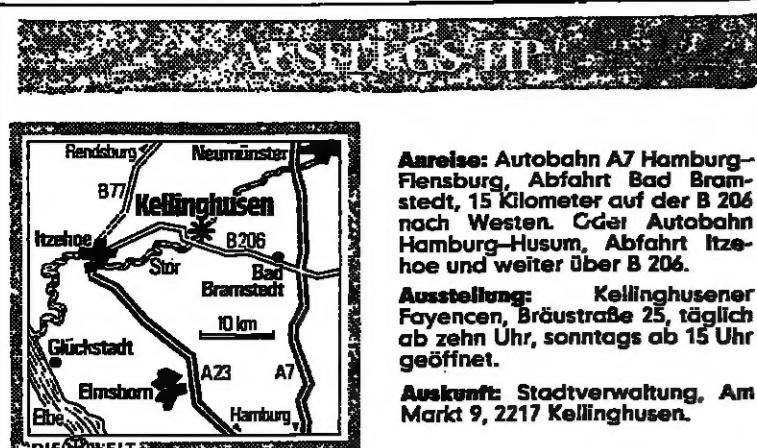 AUSFLUGS-TIP
Rendsburg
Neumünster
B77
Kellinghusen
Itzehoe
B206
Stör
Bad
Bramstedt
10 km
Glückstadt
A23
A7
Elmshorn
Elbe
Hamburg
DIE WELT
Anreise: Autobahn A7 Hamburg–
Flensburg, Abfahrt Bad Bram-
stedt, 15 Kilometer auf der B 206
nach Westen. Oder Autobahn
Hamburg–Husum, Abfahrt Itze-
hoe und weiter über B 206.
Ausstellung: Kellinghusener
Fayencen, Bräustraße 25, täglich
ab zehn Uhr, sonntags ab 15 Uhr
geöffnet.
Auskunft: Stadtverwaltung, Am
Markt 9, 2217 Kellinghusen.